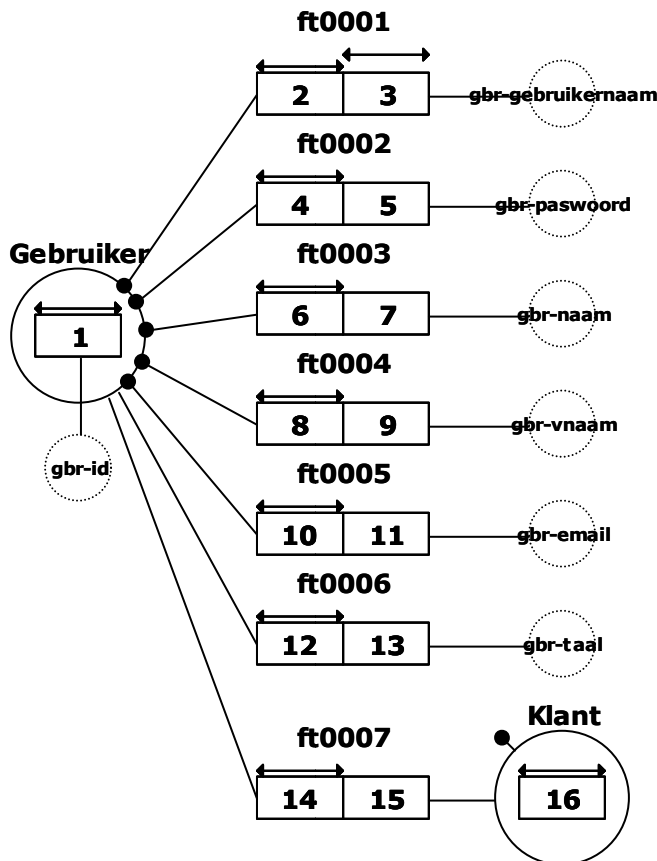 ft0001
2 3 gbr-gebruikernaam
ft0002
4 5 gbr-paswoord
Gebruiker
ft0003
1
6 7 gbr-naam
ft0004
8 9 gbr-vnaam
gbr-id
ft0005
10 11 gbr-email
ft0006
12 13 gbr-taal
Klant
ft0007
14 15 16